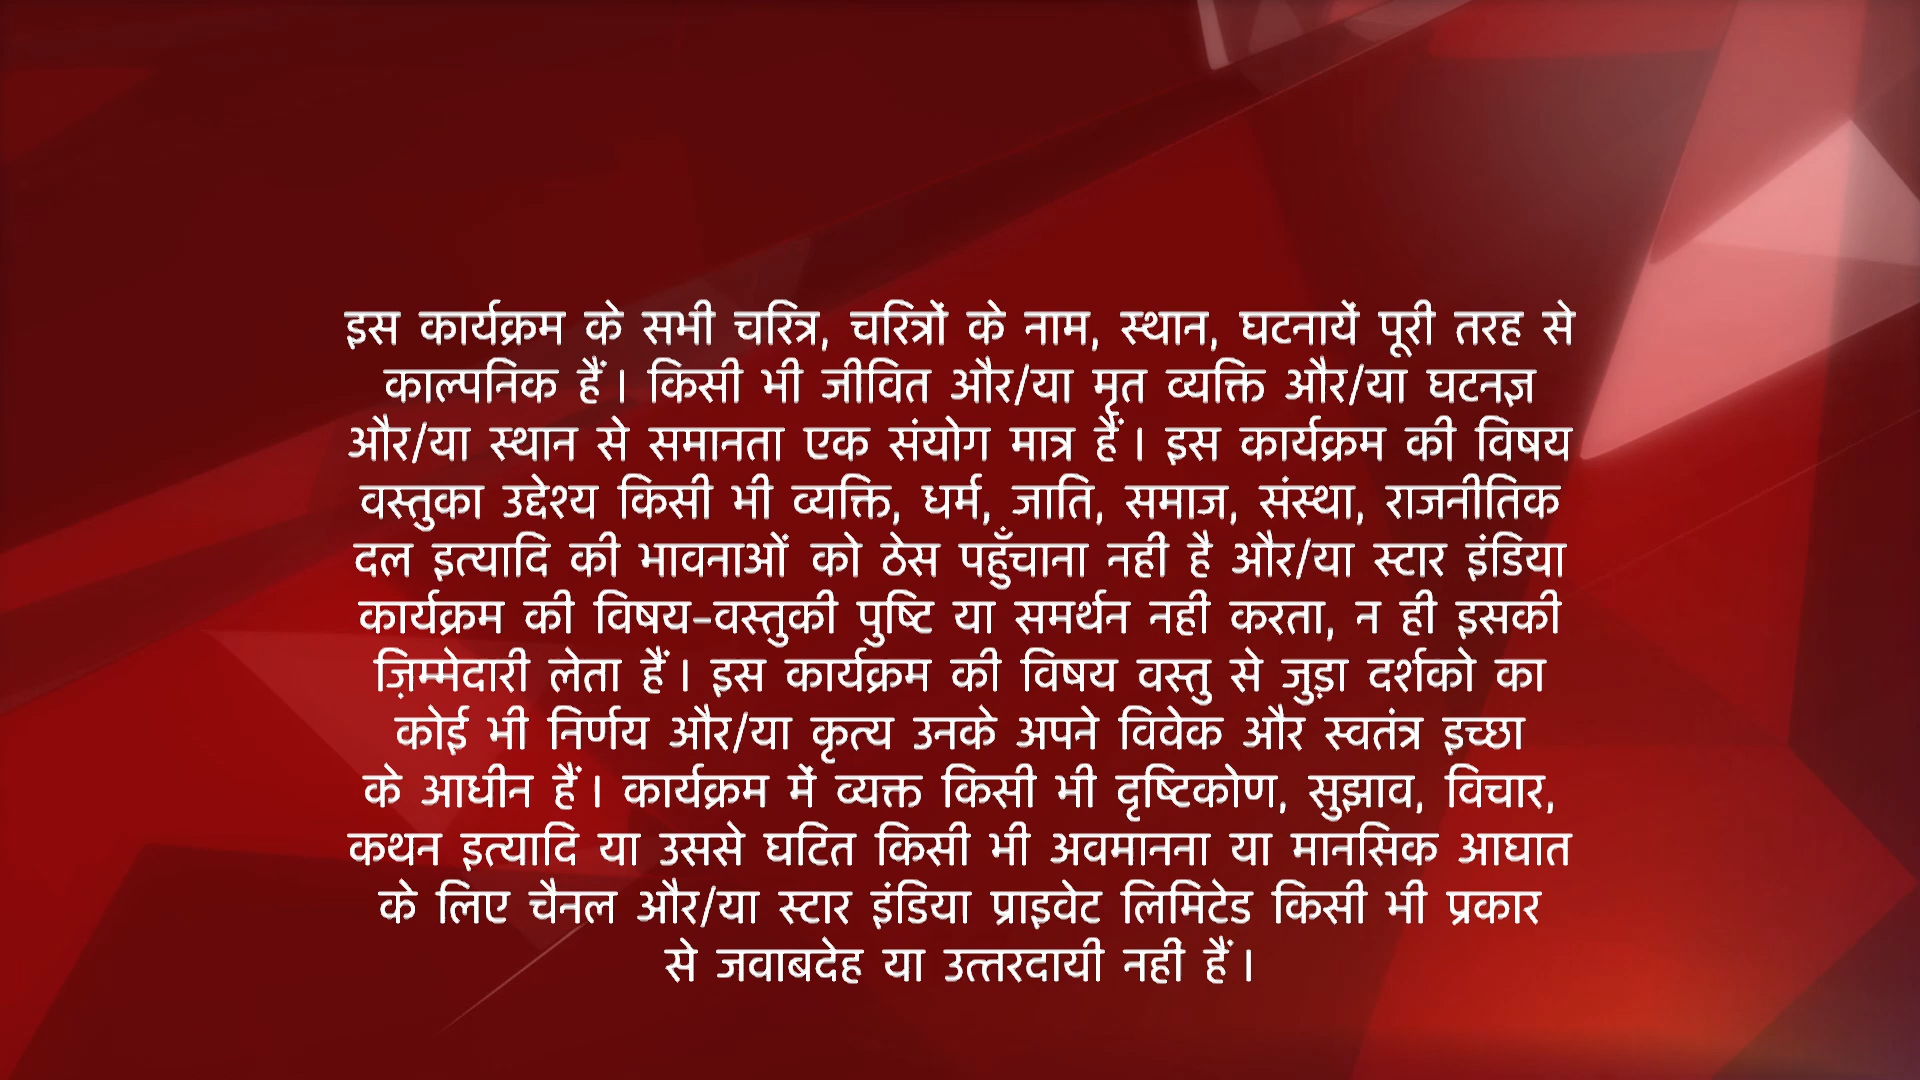 इस कार्यक्रम के सभी चरित्र, चरित्रों के नाम, स्थान, घटनायें पूरी तरह से
काल्पनिक हैं। किसी भी जीवित और/या मृत व्यक्ति और/या घटनज्ञ
और/या स्थान से समानता एक संयोग मात्र हैं। इस कार्यक्रम की विषय
वस्तुका उद्देश्य किसी भी व्यक्ति, धर्म, जाति, समाज, संस्था, राजनीतिक
दल इत्यादि की भावनाओं को ठेस पहुँचाना नही है और/या स्टार इंडिया
कार्यक्रम की विषय-वस्तुकी पुष्टि या समर्थन नही करता, न ही इसकी
ज़िम्मेदारी लेता हैं। इस कार्यक्रम की विषय वस्तु से जुड़ा दर्शको का
कोई भी निर्णय और/या कृत्य उनके अपने विवेक और स्वतंत्र इच्छा
के आधीन हैं। कार्यक्रम में व्यक्त किसी भी दृष्टिकोण, सुझाव, विचार,
कथन इत्यादि या उससे घटित किसी भी अवमानना या मानसिक आघात
के लिए चैनल और/या स्टार इंडिया प्राइवेट लिमिटेड किसी भी प्रकार
से जवाबदेह या उत्तरदायी नही हैं।